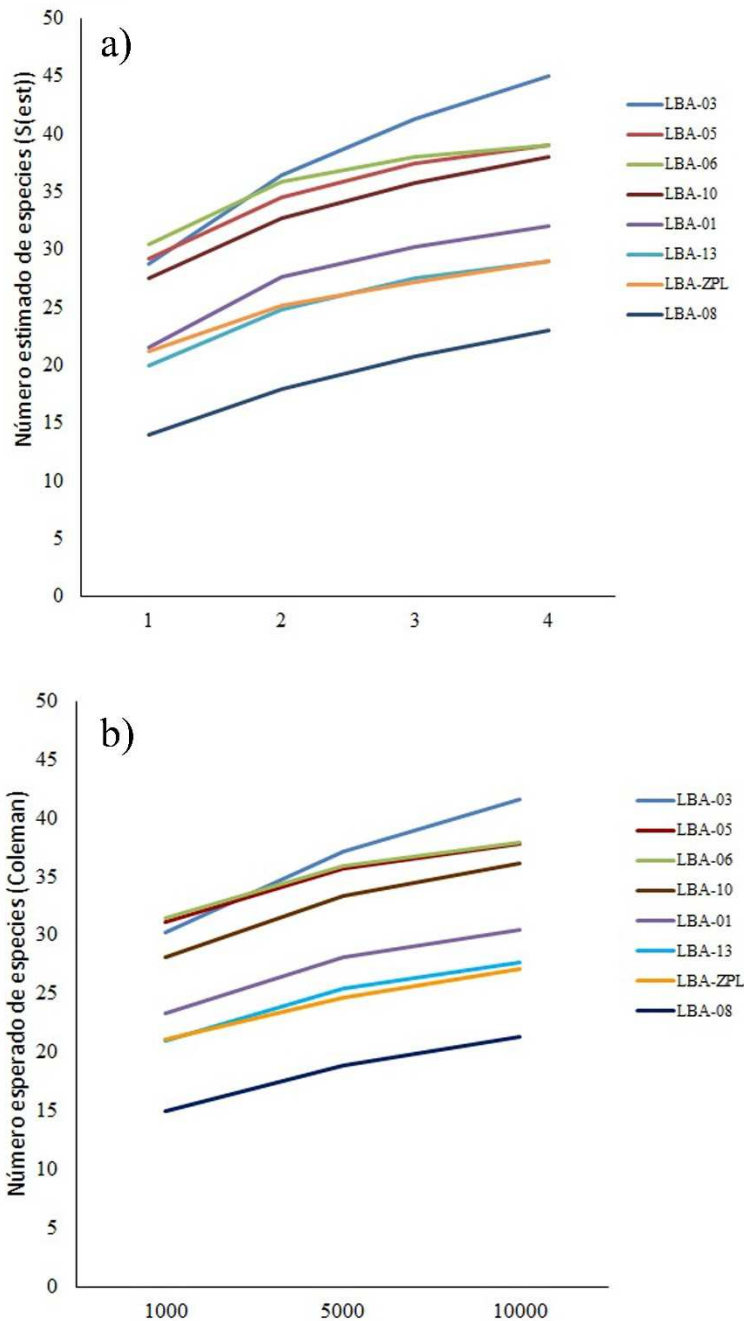 a)
Número estimado de especies (S(est))
50
45
40
35
30
25
20
15
10
5
0
1 2 3 4
LBA-03
LBA-05
LBA-06
LBA-10
LBA-01
LBA-13
LBA-ZPL
LBA-08
b)
Número esperado de especies (Coleman)
50
45
40
35
30
25
20
15
10
5
0
1000 5000 10000
LBA-03
LBA-05
LBA-06
LBA-10
LBA-01
LBA-13
LBA-ZPL
LBA-08